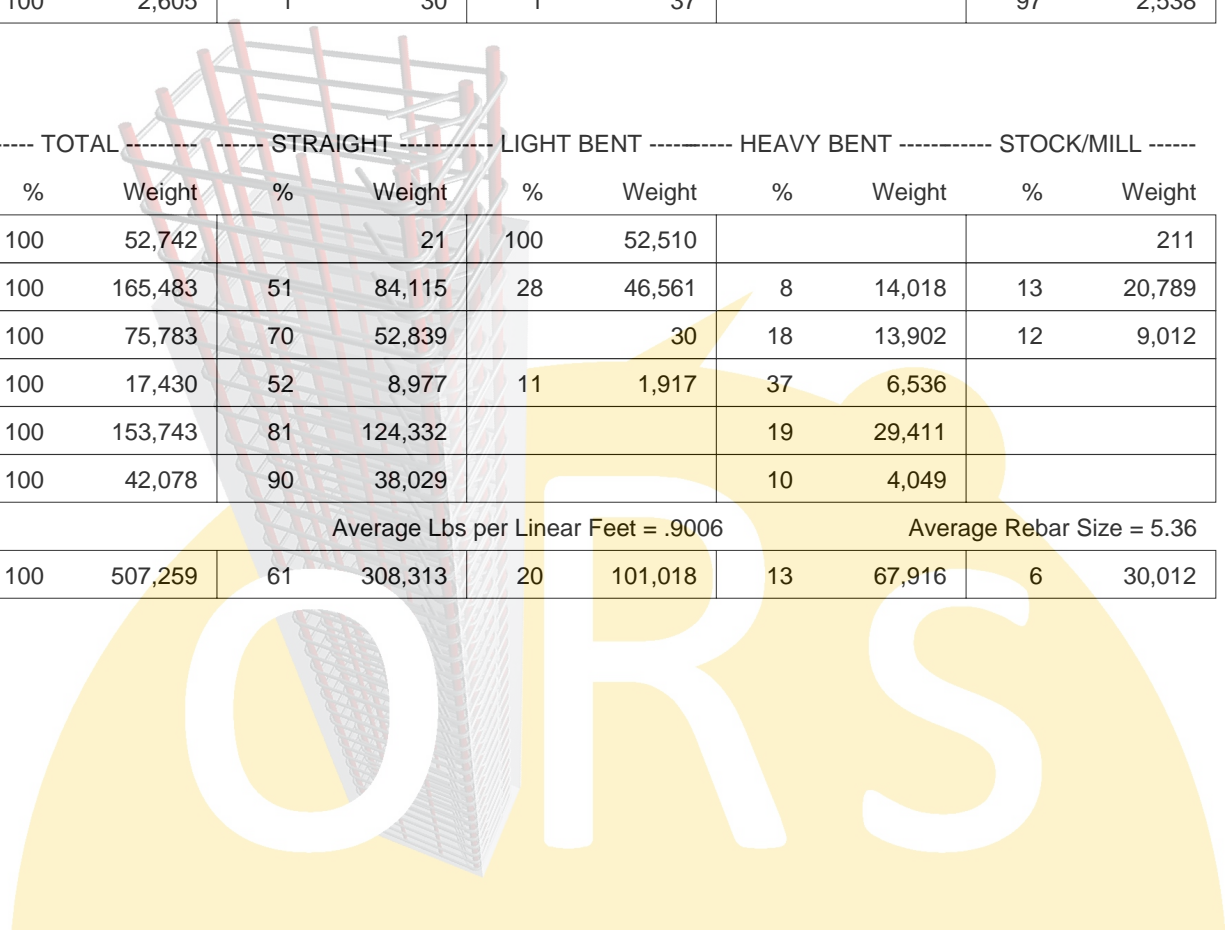 100 2,605 1 30 1 37 97 2,538
----- TOTAL --------- ------ STRAIGHT ------------ LIGHT BENT ------------ HEAVY BENT ------------- STOCK/MILL ------
% Weight % Weight % Weight % Weight % Weight
100 52,742 21 100 52,510 211
100 165,483 51 84,115 28 46,561 8 14,018 13 20,789
100 75,783 70 52,839 30 18 13,902 12 9,012
100 17,430 52 8,977 11 1,917 37 6,536
100 153,743 81 124,332 19 29,411
100 42,078 90 38,029 10 4,049
Average Lbs per Linear Feet = .9006 Average Rebar Size = 5.36
100 507,259 61 308,313 20 101,018 13 67,916 6 30,012
ORS